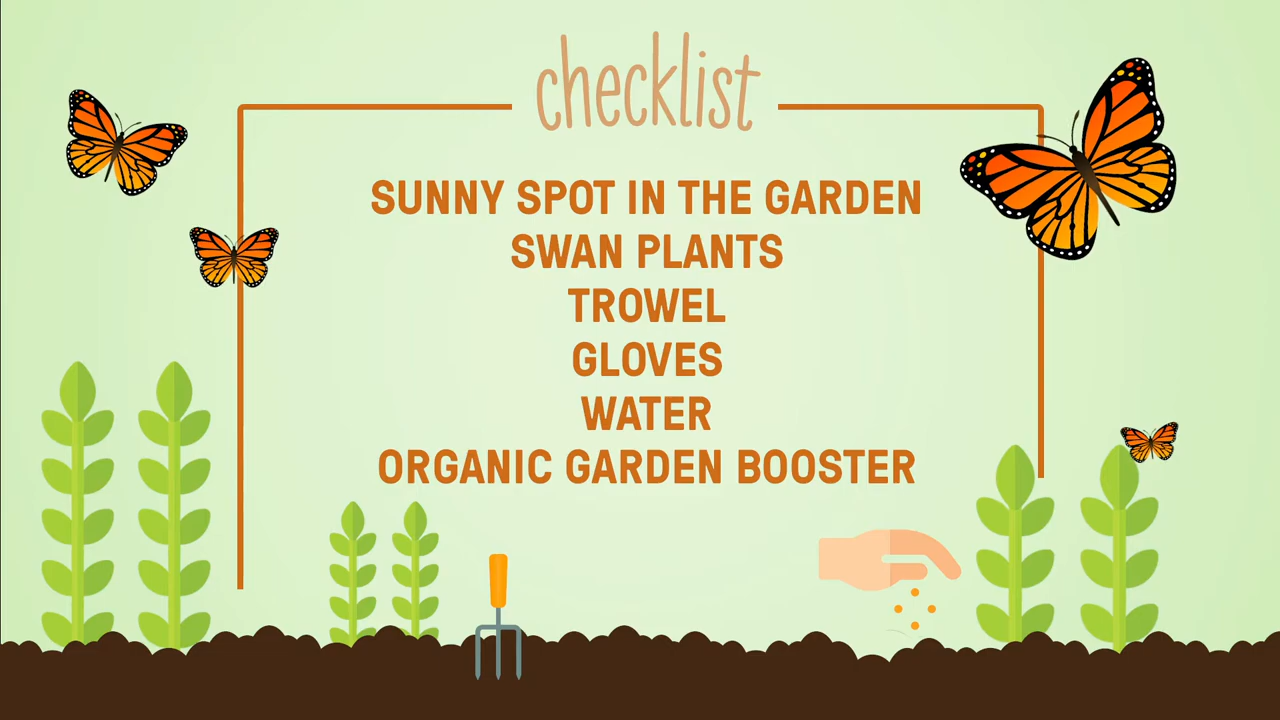 checklist
SUNNY SPOT IN THE GARDEN
SWAN PLANTS
TROWEL
GLOVES
WATER
ORGANIC GARDEN BOOSTER